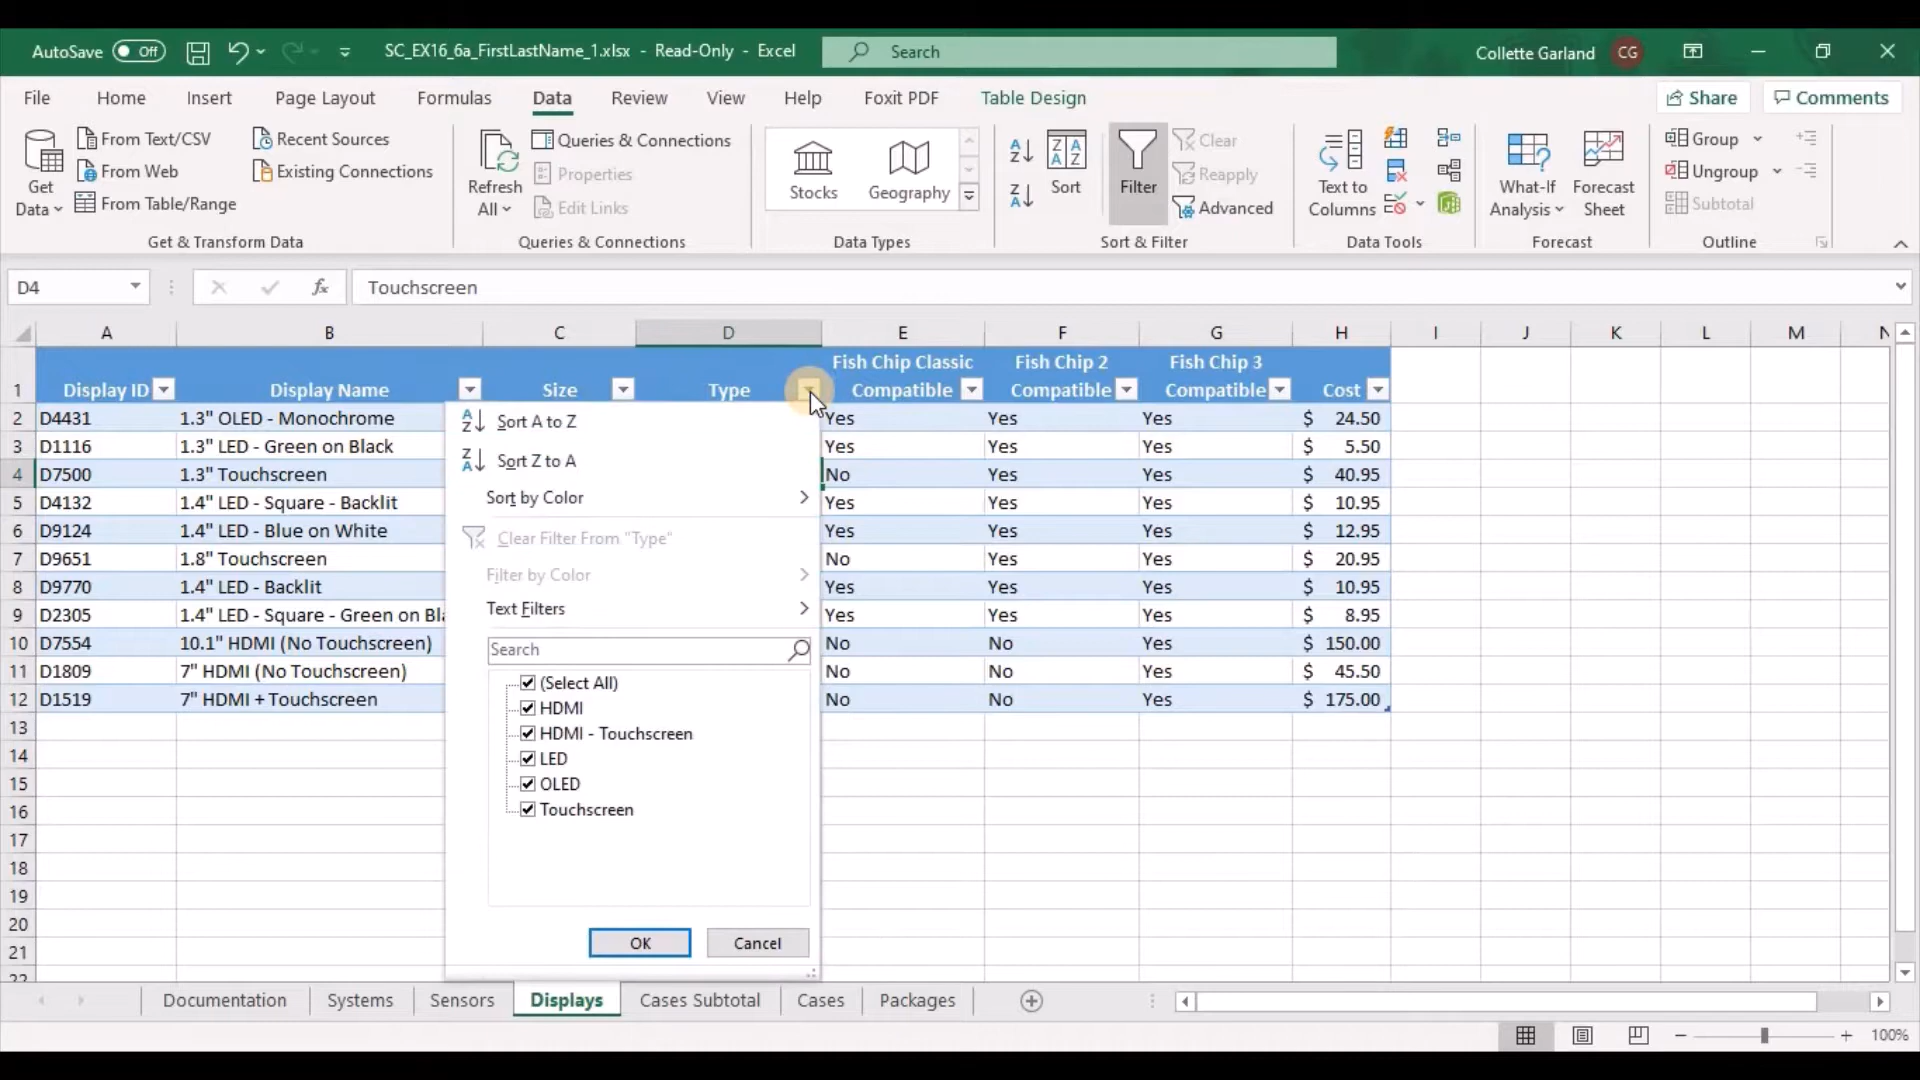 AutoSave Off SC_EX16_6a_FirstLastName_1.xlsx - Read-Only - Excel Search Collette Garland CG
File Home Insert Page Layout Formulas Data Review View Help Foxit PDF Table Design Share Comments
Get Data From Text/CSV From Web From Table/Range Recent Sources Existing Connections
Refresh All Queries & Connections Properties Edit Links
Stocks Geography
Sort Filter Clear Reapply Advanced
Text to Columns
What-If Analysis Forecast Sheet
Group Ungroup Subtotal
Get & Transform Data Queries & Connections Data Types Sort & Filter Data Tools Forecast Outline
D4 fx Touchscreen
A B C D E F G H I J K L M N
1 Display ID Display Name Size Type Fish Chip Classic Compatible Fish Chip 2 Compatible Fish Chip 3 Compatible Cost
2 D4431 1.3" OLED - Monochrome Yes Yes Yes $ 24.50
3 D1116 1.3" LED - Green on Black Yes Yes Yes $ 5.50
4 D7500 1.3" Touchscreen No Yes Yes $ 40.95
5 D4132 1.4" LED - Square - Backlit Yes Yes Yes $ 10.95
6 D9124 1.4" LED - Blue on White Yes Yes Yes $ 12.95
7 D9651 1.8" Touchscreen No Yes Yes $ 20.95
8 D9770 1.4" LED - Backlit Yes Yes Yes $ 10.95
9 D2305 1.4" LED - Square - Green on Bla Yes Yes Yes $ 8.95
10 D7554 10.1" HDMI (No Touchscreen) No No Yes $ 150.00
11 D1809 7" HDMI (No Touchscreen) No No Yes $ 45.50
12 D1519 7" HDMI + Touchscreen No No Yes $ 175.00
13
14
15
16
17
18
19
20
21
22
Sort A to Z
Sort Z to A
Sort by Color
Clear Filter From "Type"
Filter by Color
Text Filters
Search
(Select All)
HDMI
HDMI - Touchscreen
LED
OLED
Touchscreen
OK Cancel
Documentation Systems Sensors Displays Cases Subtotal Cases Packages
100%